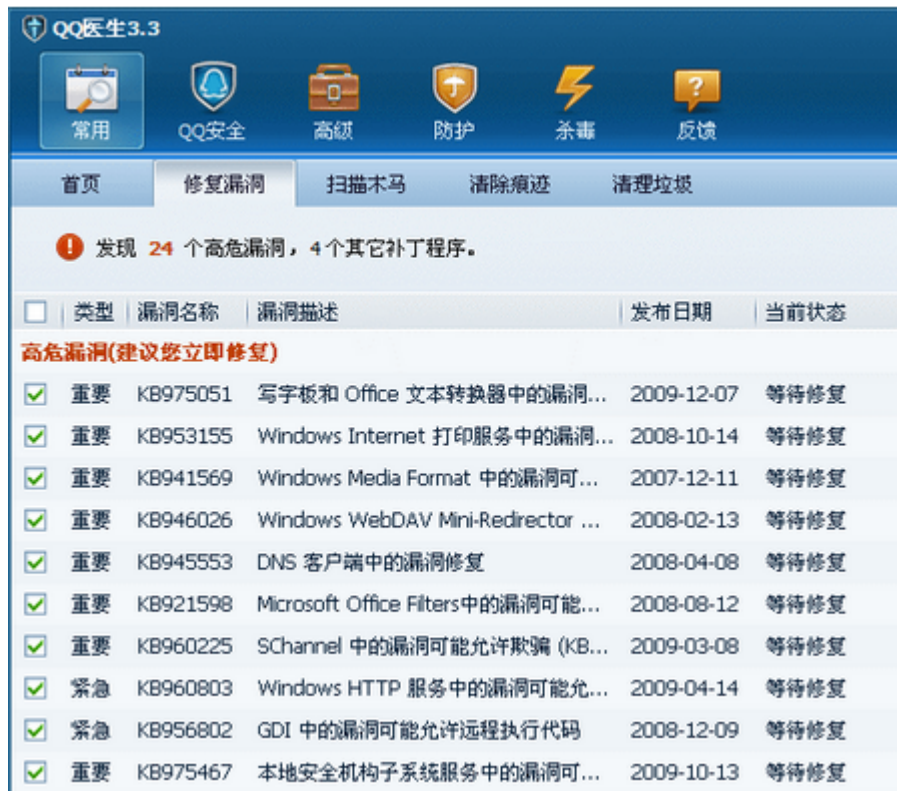 QQ医生3.3
常用 QQ安全 高级 防护 杀毒 反馈
首页 修复漏洞 扫描木马 清除痕迹 清理垃圾
发现 24 个高危漏洞，4个其它补丁程序。
类型 漏洞名称 漏洞描述 发布日期 当前状态
高危漏洞(建议您立即修复)
重要 KB975051 写字板和 Office 文本转换器中的漏洞... 2009-12-07 等待修复
重要 KB953155 Windows Internet 打印服务中的漏洞... 2008-10-14 等待修复
重要 KB941569 Windows Media Format 中的漏洞可... 2007-12-11 等待修复
重要 KB946026 Windows WebDAV Mini-Redirector ... 2008-02-13 等待修复
重要 KB945553 DNS 客户端中的漏洞修复 2008-04-08 等待修复
重要 KB921598 Microsoft Office Filters中的漏洞可能... 2008-08-12 等待修复
重要 KB960225 SChannel 中的漏洞可能允许欺骗 (KB... 2009-03-08 等待修复
紧急 KB960803 Windows HTTP 服务中的漏洞可能允... 2009-04-14 等待修复
紧急 KB956802 GDI 中的漏洞可能允许远程执行代码 2008-12-09 等待修复
重要 KB975467 本地安全机构子系统服务中的漏洞可... 2009-10-13 等待修复